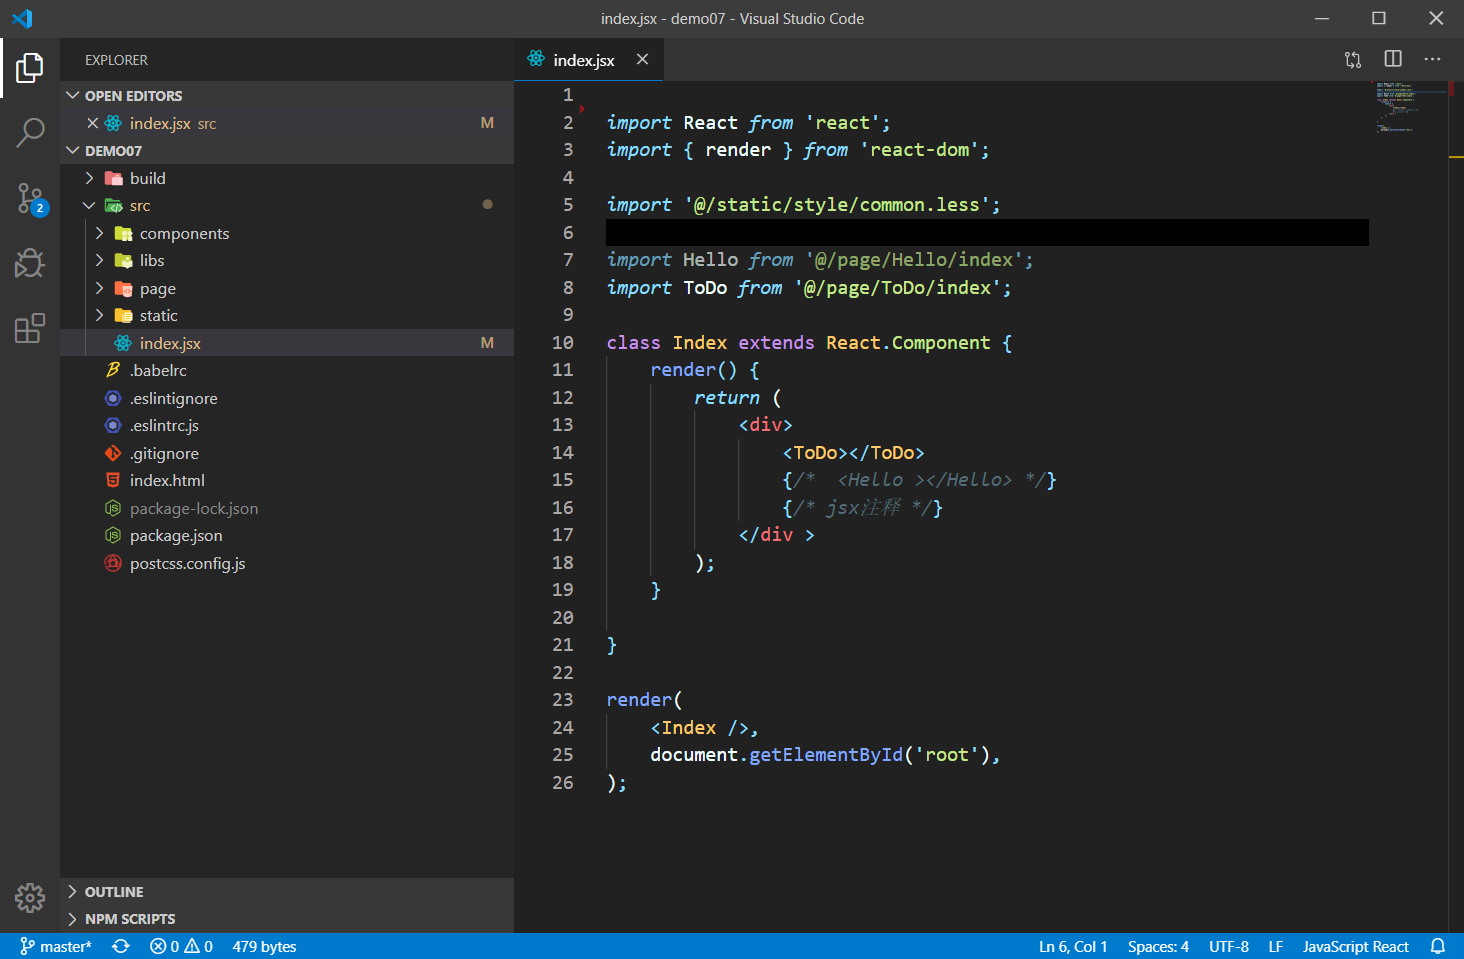 index.jsx - demo07 - Visual Studio Code
EXPLORER
OPEN EDITORS
index.jsx src M
DEMO07
build
src
components
libs
page
static
index.jsx M
.babelrc
.eslintignore
.eslintrc.js
.gitignore
index.html
package-lock.json
package.json
postcss.config.js
OUTLINE
NPM SCRIPTS
2
index.jsx
1
2 import React from 'react';
3 import { render } from 'react-dom';
4
5 import '@/static/style/common.less';
6
7 import Hello from '@/page/Hello/index';
8 import ToDo from '@/page/ToDo/index';
9
10 class Index extends React.Component {
11     render() {
12         return (
13             <div>
14                 <ToDo></ToDo>
15                 {/*  <Hello ></Hello> */}
16                 {/* jsx注释 */}
17             </div >
18         );
19     }
20
21 }
22
23 render(
24     <Index />,
25     document.getElementById('root'),
26 );
master* 0 0 479 bytes Ln 6, Col 1 Spaces: 4 UTF-8 LF JavaScript React